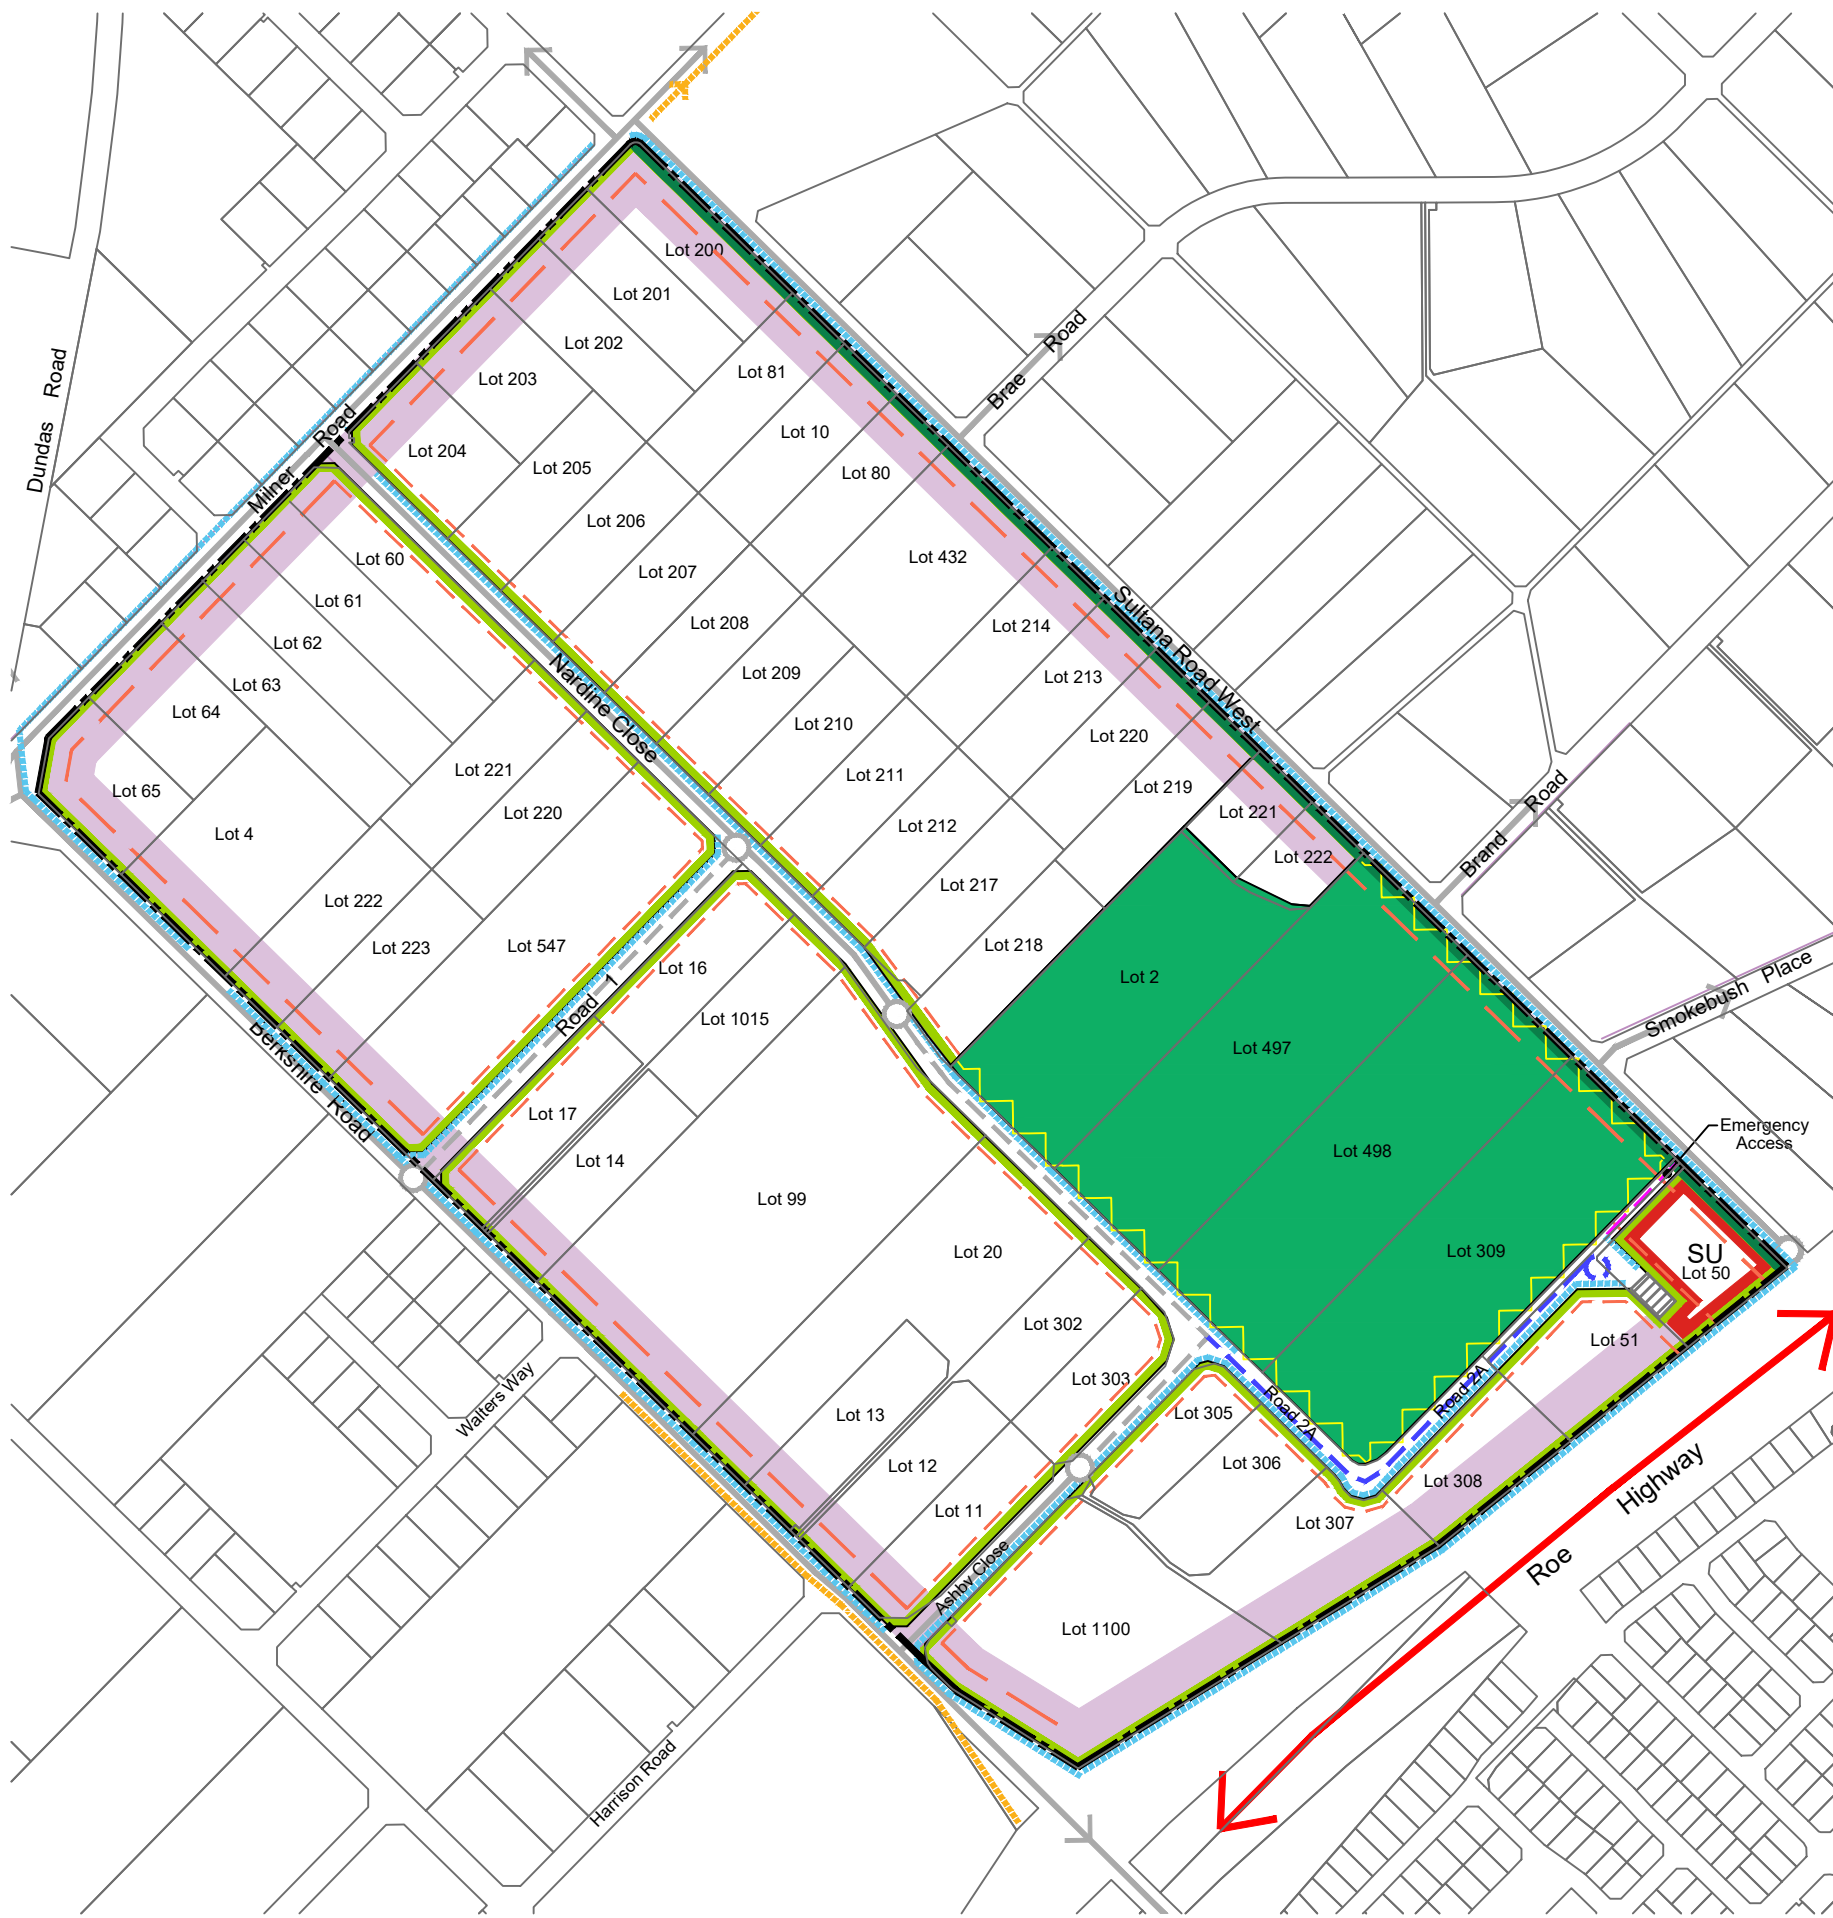 Lot 200
Lot 201
Lot 202
Lot 81
Lot 203
Brae Road
Dundas Road
Lot 10
Milner Road
Lot 204
Lot 205
Lot 80
Lot 206
Lot 60
Lot 432
Lot 207
Lot 61
Lot 208
Lot 214
Sultana Road West
Lot 62
Lot 209
Lot 213
Lot 63
Nardine Close
Lot 64
Lot 210
Lot 220
Lot 221
Lot 211
Lot 219
Lot 65
Lot 220
Lot 221
Lot 4
Lot 212
Lot 222
Brand Road
Lot 217
Lot 222
Lot 223
Lot 547
Lot 218
Lot 16
Lot 2
Smokebush Place
Road 1
Lot 1015
Lot 497
Berkshire Road
Lot 17
Emergency
Access
Lot 14
Lot 498
Lot 99
Lot 20
Lot 309
SU
Lot 50
Lot 302
Lot 51
Lot 303
Walters Way
Lot 13
Lot 305
Road 2A
Road 2A
Lot 12
Lot 306
Lot 308
Lot 11
Lot 307
Roe Highway
Ashby Close
Lot 1100
Harrison Road